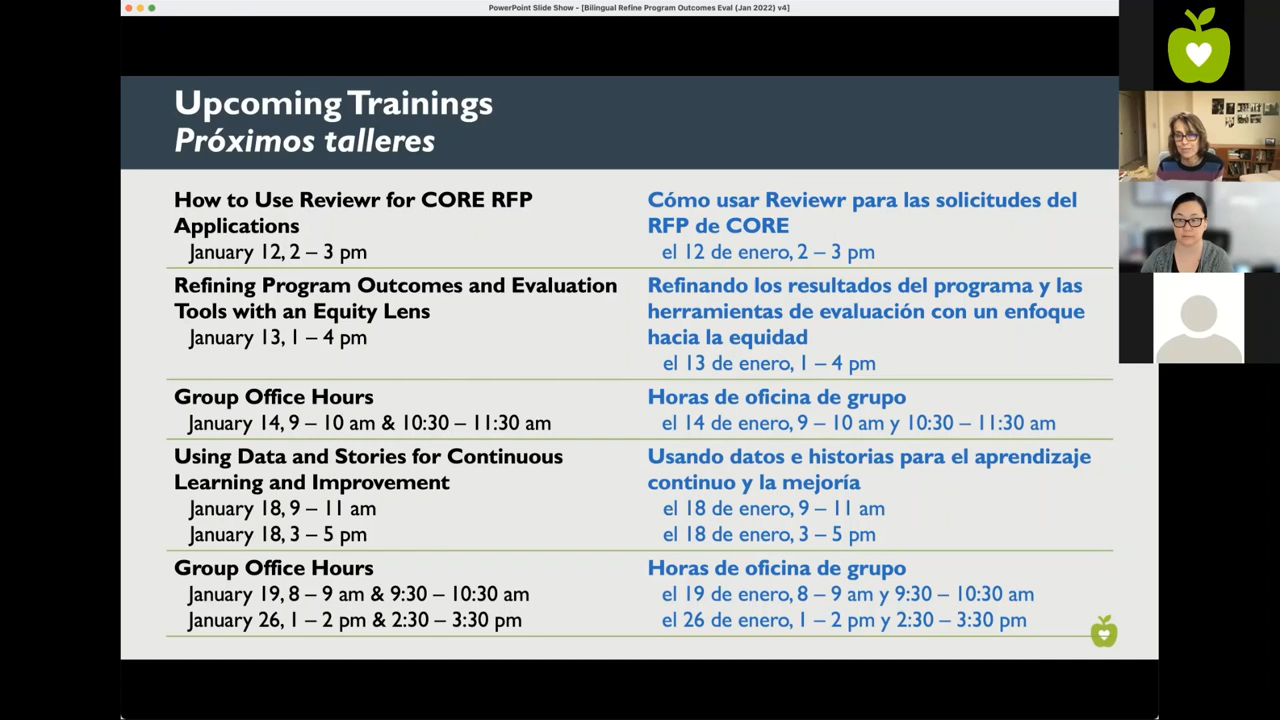 PowerPoint Slide Show - [Bilingual Refine Program Outcomes Eval (Jan 2022) v4]
Upcoming Trainings
Próximos talleres
How to Use Reviewr for CORE RFP
Applications
January 12, 2 – 3 pm
Cómo usar Reviewr para las solicitudes del
RFP de CORE
el 12 de enero, 2 – 3 pm
Refining Program Outcomes and Evaluation
Tools with an Equity Lens
January 13, 1 – 4 pm
Refinando los resultados del programa y las
herramientas de evaluación con un enfoque
hacia la equidad
el 13 de enero, 1 – 4 pm
Group Office Hours
January 14, 9 – 10 am & 10:30 – 11:30 am
Horas de oficina de grupo
el 14 de enero, 9 – 10 am y 10:30 – 11:30 am
Using Data and Stories for Continuous
Learning and Improvement
January 18, 9 – 11 am
January 18, 3 – 5 pm
Usando datos e historias para el aprendizaje
continuo y la mejoría
el 18 de enero, 9 – 11 am
el 18 de enero, 3 – 5 pm
Group Office Hours
January 19, 8 – 9 am & 9:30 – 10:30 am
January 26, 1 – 2 pm & 2:30 – 3:30 pm
Horas de oficina de grupo
el 19 de enero, 8 – 9 am y 9:30 – 10:30 am
el 26 de enero, 1 – 2 pm y 2:30 – 3:30 pm